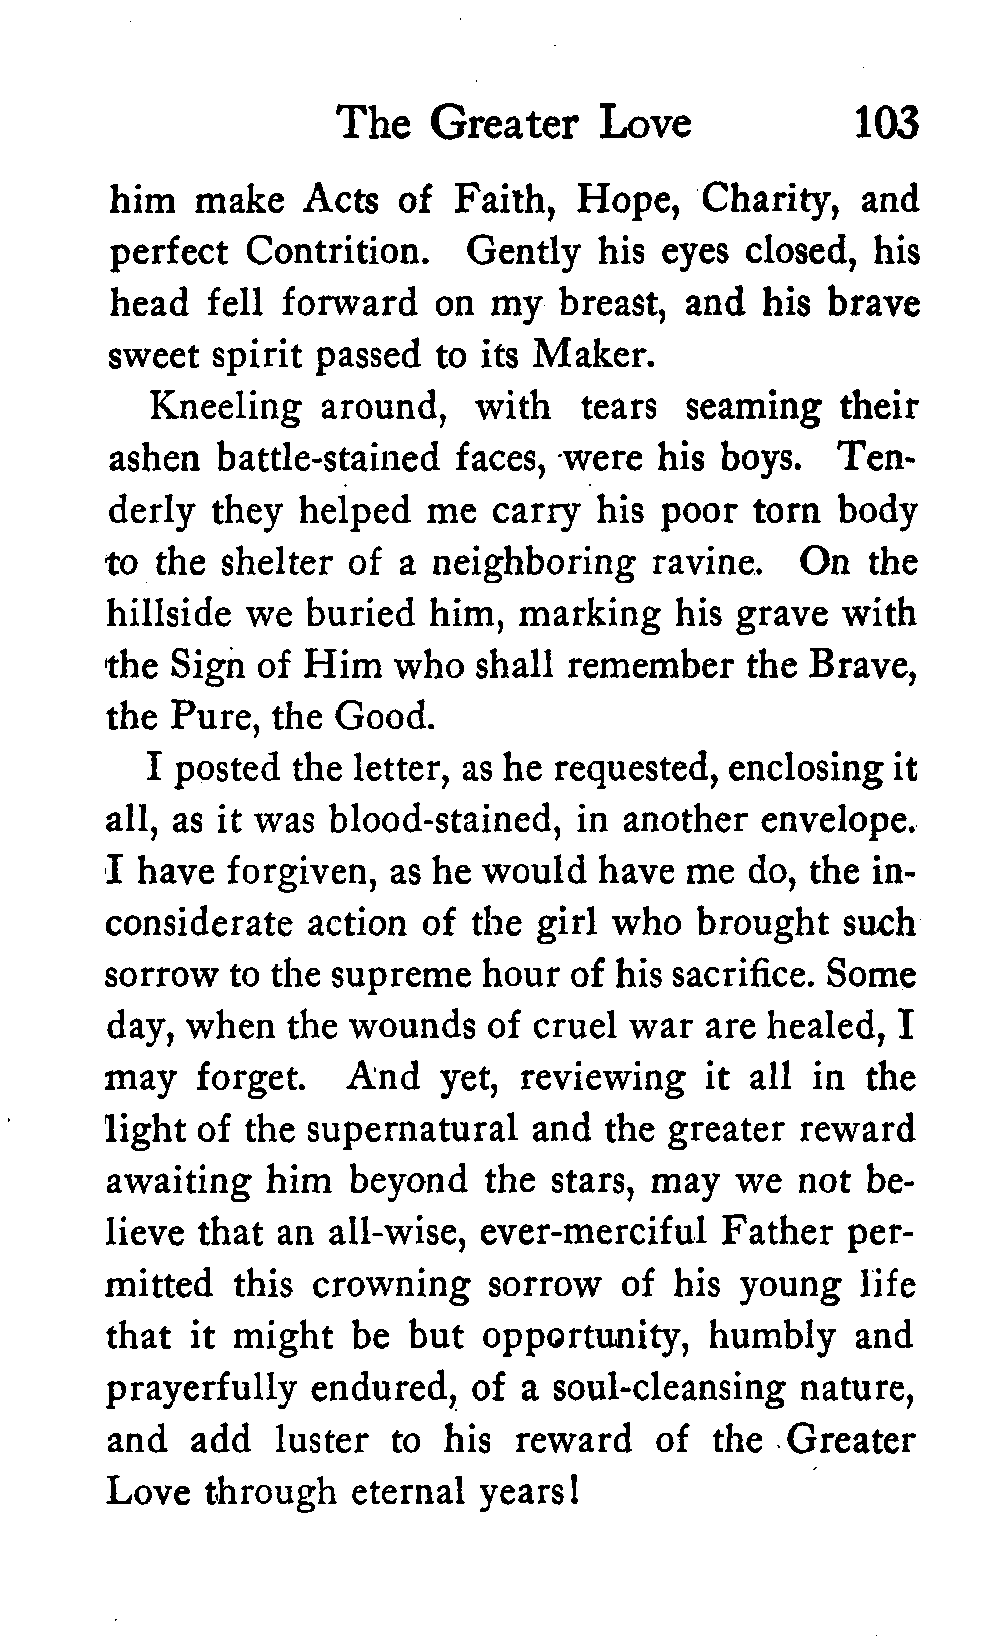 The Greater Love 103
him make Acts of Faith, Hope, Charity, and
perfect Contrition. Gently his eyes closed, his
head fell forward on my breast, and his brave
sweet spirit passed to its Maker.
Kneeling around, with tears seaming their
ashen battle-stained faces, were his boys. Ten-
derly they helped me carry his poor torn body
to the shelter of a neighboring ravine. On the
hillside we buried him, marking his grave with
the Sign of Him who shall remember the Brave,
the Pure, the Good.
I posted the letter, as he requested, enclosing it
all, as it was blood-stained, in another envelope.
I have forgiven, as he would have me do, the in-
considerate action of the girl who brought such
sorrow to the supreme hour of his sacrifice. Some
day, when the wounds of cruel war are healed, I
may forget. And yet, reviewing it all in the
light of the supernatural and the greater reward
awaiting him beyond the stars, may we not be-
lieve that an all-wise, ever-merciful Father per-
mitted this crowning sorrow of his young life
that it might be but opportunity, humbly and
prayerfully endured, of a soul-cleansing nature,
and add luster to his reward of the Greater
Love through eternal years!